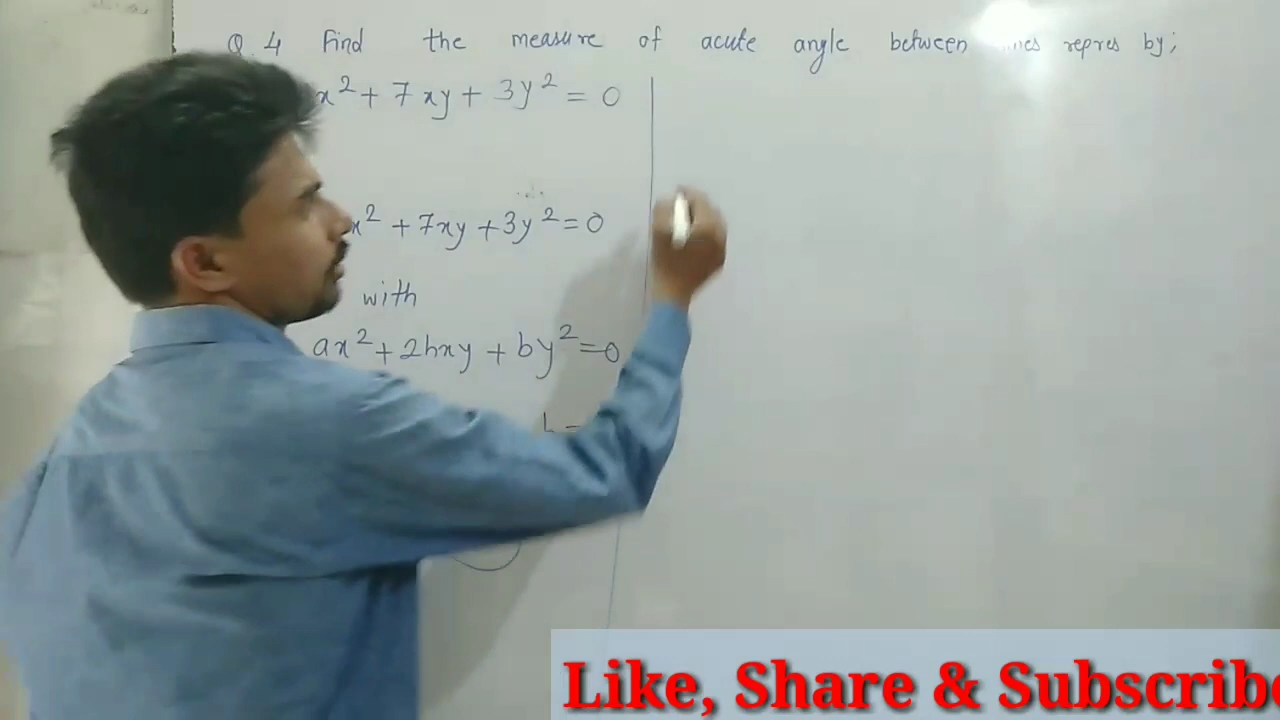 Q.4 Find the measure of acute angle between repres by;
x² + 7xy + 3y² = 0
x² + 7xy + 3y² = 0
with
ax² + 2hxy + by² = 0
Like, Share & Subscribe